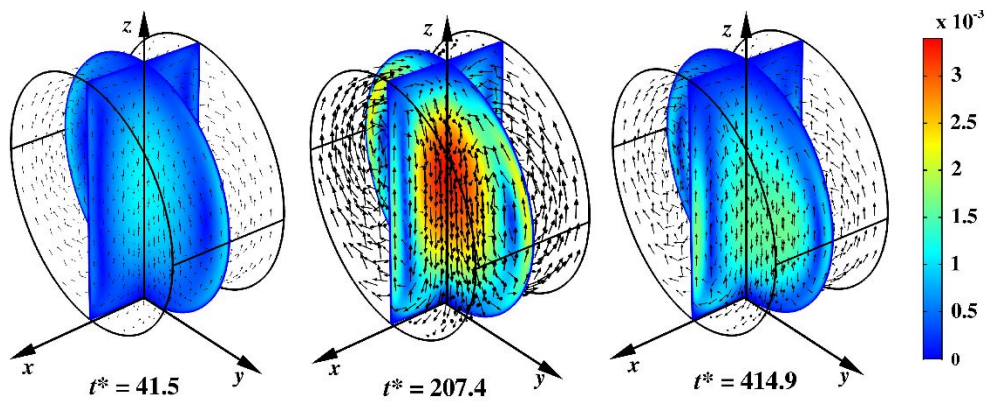 z z z x 10⁻³
3
2.5
2
1.5
1
0.5
0
x y x y x y
t* = 41.5 t* = 207.4 t* = 414.9